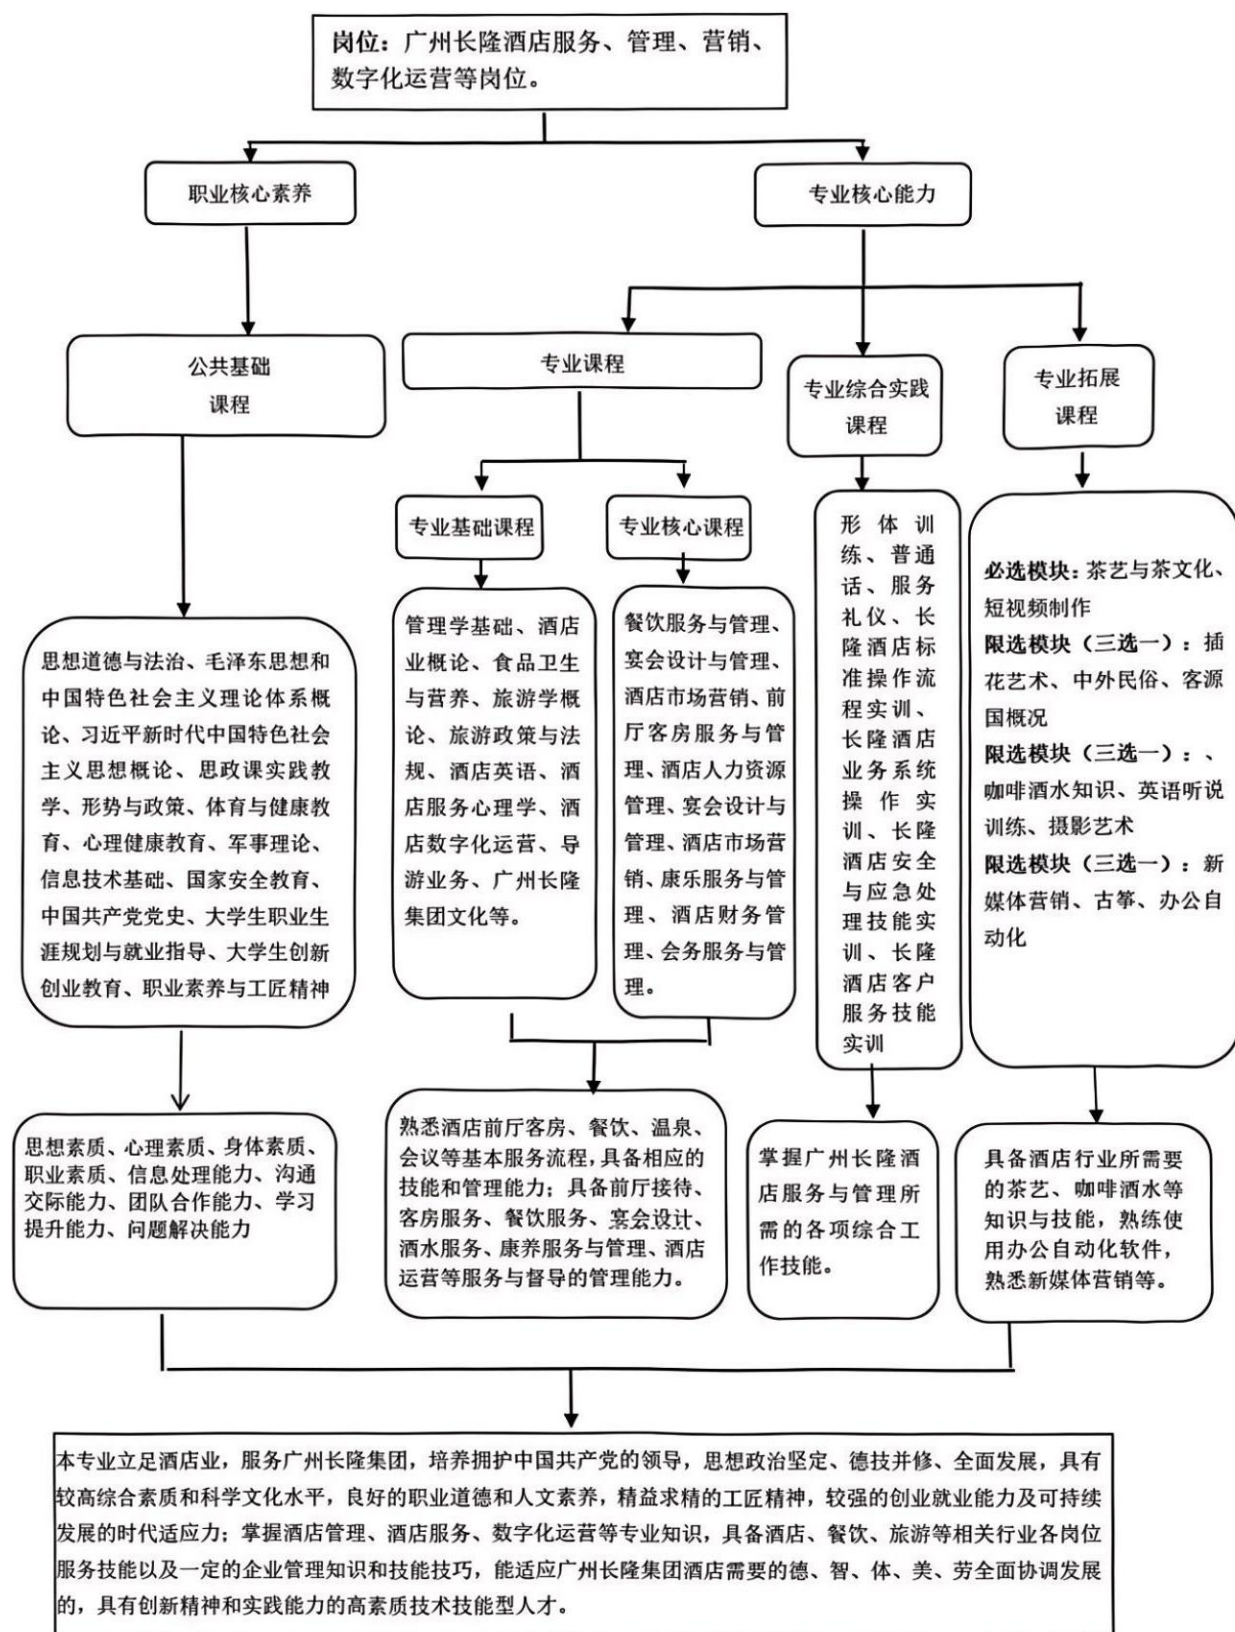 岗位：广州长隆酒店服务、管理、营销、
数字化运营等岗位。
职业核心素养
专业核心能力
公共基础
课程
专业课程
专业综合实践
课程
专业拓展
课程
专业基础课程
专业核心课程
思想道德与法治、毛泽东思想和
中国特色社会主义理论体系概
论、习近平新时代中国特色社会
主义思想概论、思政课实践教
学、形势与政策、体育与健康教
育、心理健康教育、军事理论、
信息技术基础、国家安全教育、
中国共产党党史、大学生职业生
涯规划与就业指导、大学生创新
创业教育、职业素养与工匠精神
管理学基础、酒店
业概论、食品卫生
与营养、旅游学概
论、旅游政策与法
规、酒店英语、酒
店服务心理学、酒
店数字化运营、导
游业务、广州长隆
集团文化等。
餐饮服务与管理、
宴会设计与管理、
酒店市场营销、前
厅客房服务与管
理、酒店人力资源
管理、宴会设计与
管理、酒店市场营
销、康乐服务与管
理、酒店财务管
理、会务服务与管
理。
形体训
练、普通
话、服务
礼仪、长
隆酒店标
准操作流
程实训、
长隆酒店
业务系统
操作实
训、长隆
酒店安全
与应急处
理技能实
训、长隆
酒店客户
服务技能
实训
必选模块：茶艺与茶文化、
短视频制作
限选模块（三选一）：插
花艺术、中外民俗、客源
国概况
限选模块（三选一）：、
咖啡酒水知识、英语听说
训练、摄影艺术
限选模块（三选一）：新
媒体营销、古筝、办公自
动化
思想素质、心理素质、身体素质、
职业素质、信息处理能力、沟通
交际能力、团队合作能力、学习
提升能力、问题解决能力
熟悉酒店前厅客房、餐饮、温泉、
会议等基本服务流程，具备相应的
技能和管理能力；具备前厅接待、
客房服务、餐饮服务、宴会设计、
酒水服务、康养服务与管理、酒店
运营等服务与督导的管理能力。
掌握广州长隆酒
店服务与管理所
需的各项综合工
作技能。
具备酒店行业所需要
的茶艺、咖啡酒水等
知识与技能，熟练使
用办公自动化软件，
熟悉新媒体营销等。
本专业立足酒店业，服务广州长隆集团，培养拥护中国共产党的领导，思想政治坚定、德技并修、全面发展，具有
较高综合素质和科学文化水平，良好的职业道德和人文素养，精益求精的工匠精神，较强的创业就业能力及可持续
发展的时代适应力；掌握酒店管理、酒店服务、数字化运营等专业知识，具备酒店、餐饮、旅游等相关行业各岗位
服务技能以及一定的企业管理知识和技能技巧，能适应广州长隆集团酒店需要的德、智、体、美、劳全面协调发展
的，具有创新精神和实践能力的高素质技术技能型人才。